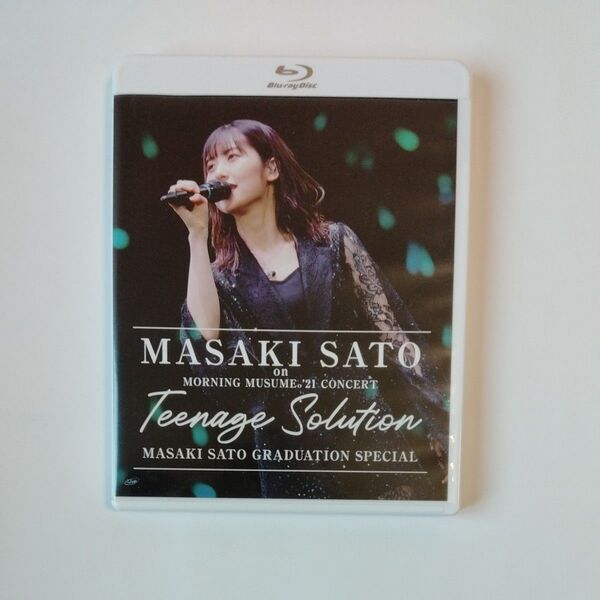 Blu-ray Disc
MASAKI SATO
on
MORNING MUSUME。'21 CONCERT
Teenage Solution
MASAKI SATO GRADUATION SPECIAL